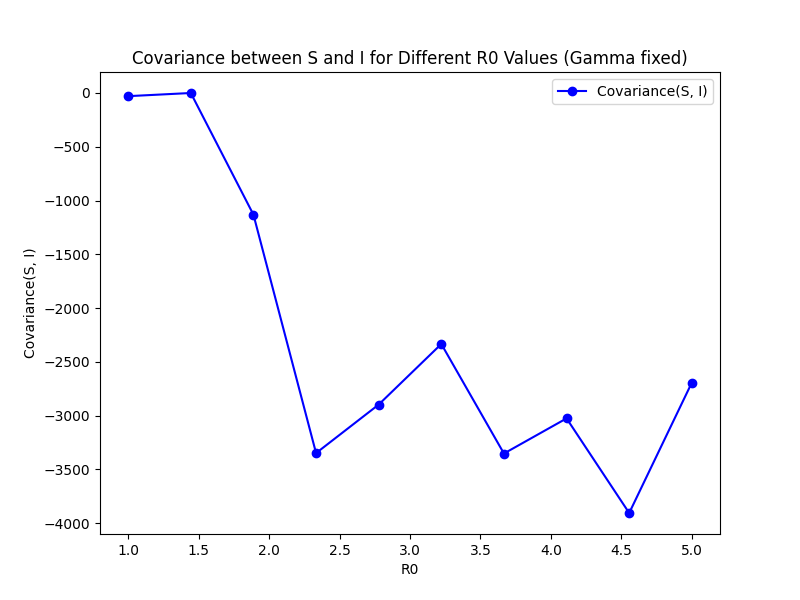 Covariance between S and I for Different R0 Values (Gamma fixed)
Covariance(S, I)
0
−500
−1000
−1500
−2000
−2500
−3000
−3500
−4000
Covariance(S, I)
1.0 1.5 2.0 2.5 3.0 3.5 4.0 4.5 5.0
R0